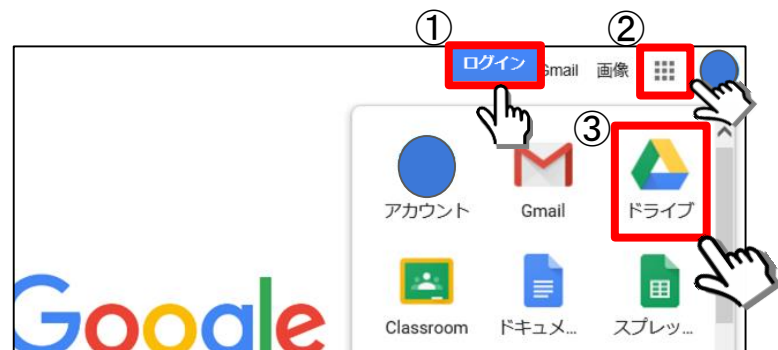 ① ②
ログイン Gmail 画像
③
アカウント Gmail ドライブ
Google
Classroom ドキュメ... スプレッ...